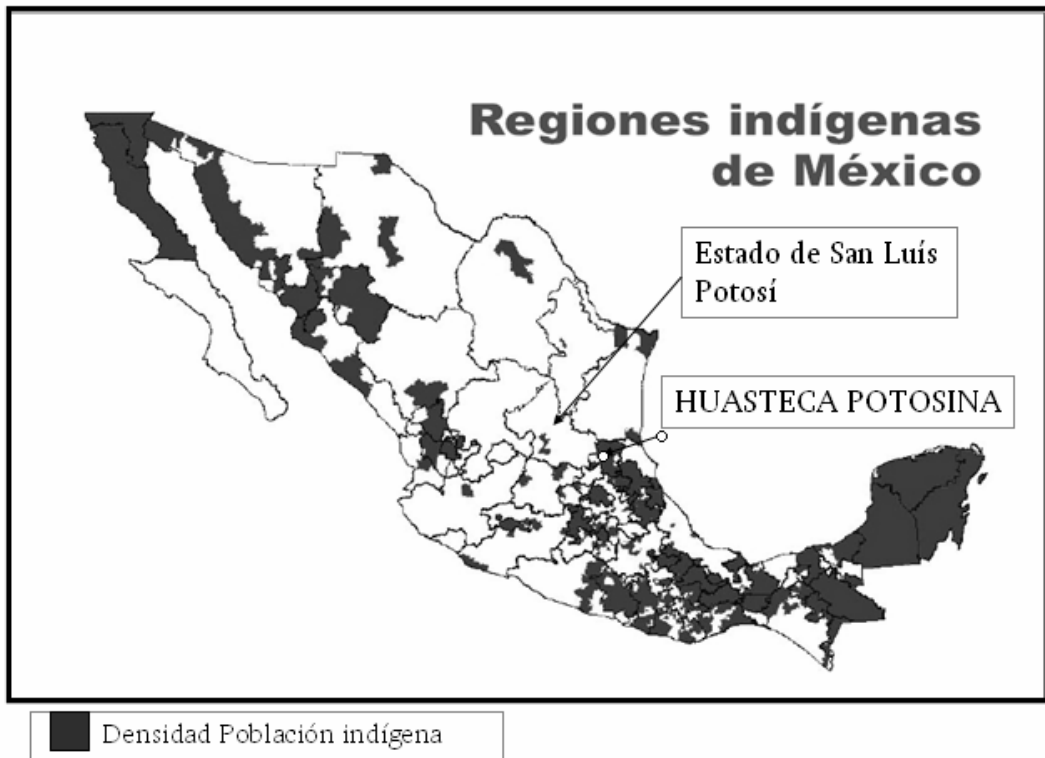 Regiones indígenas
de México
Estado de San Luís
Potosí
HUASTECA POTOSINA
Densidad Población indígena